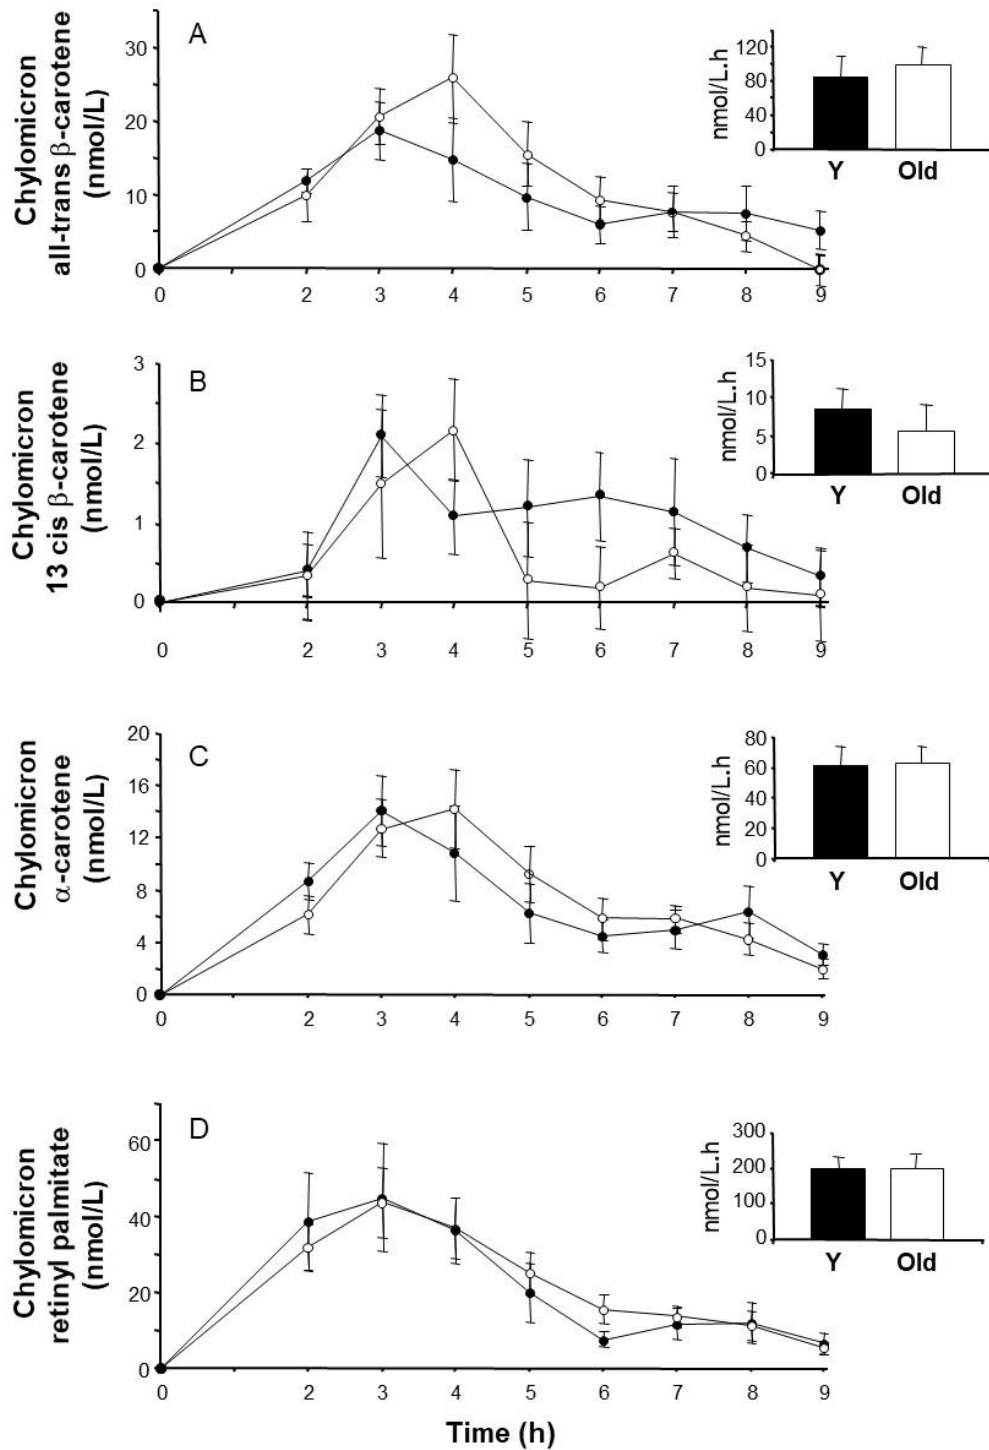 Chylomicron
all-trans β-carotene
(nmol/L)
A
30
20
10
0
0 2 3 4 5 6 7 8 9
nmol/L.h
120
80
40
0
Y Old
Chylomicron
13 cis β-carotene
(nmol/L)
B
3
2
1
0
0 2 3 4 5 6 7 8 9
nmol/L.h
15
10
5
0
Y Old
Chylomicron
α-carotene
(nmol/L)
C
20
16
12
8
4
0
0 2 3 4 5 6 7 8 9
nmol/L.h
80
60
40
20
0
Y Old
Chylomicron
retinyl palmitate
(nmol/L)
D
60
40
20
0
0 2 3 4 5 6 7 8 9
nmol/L.h
300
200
100
0
Y Old
Time (h)